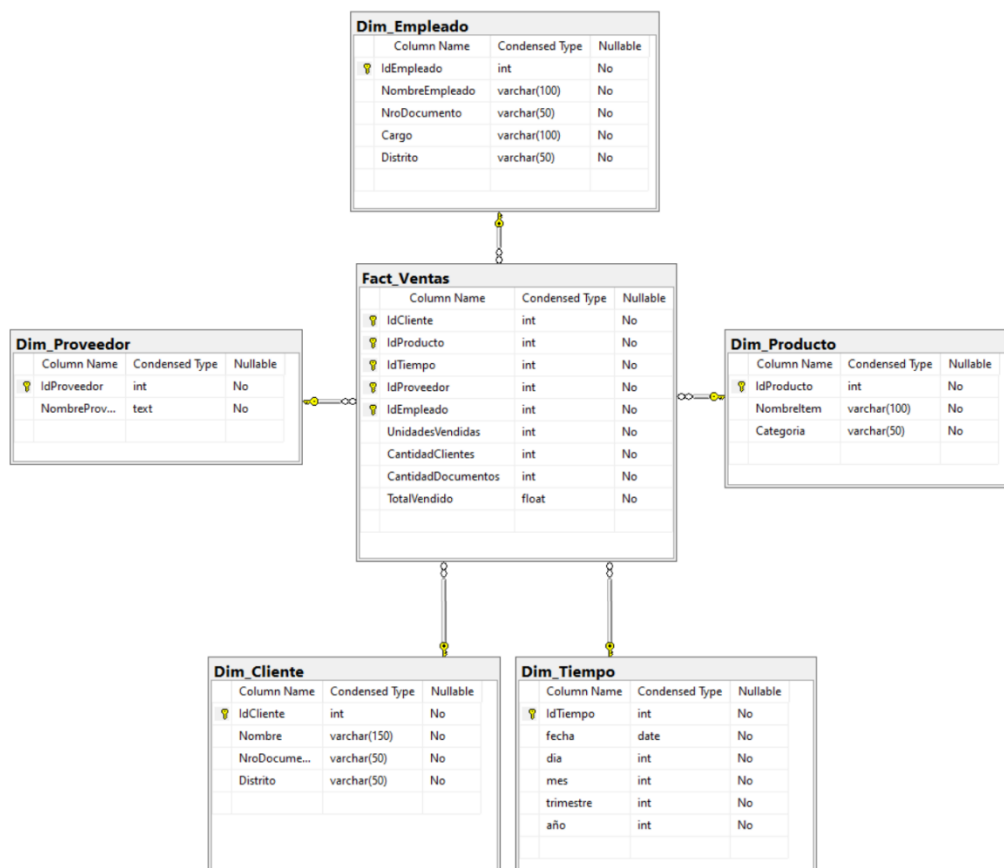 Dim_Empleado
Column Name Condensed Type Nullable
IdEmpleado int No
NombreEmpleado varchar(100) No
NroDocumento varchar(50) No
Cargo varchar(100) No
Distrito varchar(50) No
Fact_Ventas
Column Name Condensed Type Nullable
IdCliente int No
IdProducto int No
IdTiempo int No
IdProveedor int No
IdEmpleado int No
UnidadesVendidas int No
CantidadClientes int No
CantidadDocumentos int No
TotalVendido float No
Dim_Proveedor
Column Name Condensed Type Nullable
IdProveedor int No
NombreProv... text No
Dim_Producto
Column Name Condensed Type Nullable
IdProducto int No
NombreItem varchar(100) No
Categoria varchar(50) No
Dim_Cliente
Column Name Condensed Type Nullable
IdCliente int No
Nombre varchar(150) No
NroDocume... varchar(50) No
Distrito varchar(50) No
Dim_Tiempo
Column Name Condensed Type Nullable
IdTiempo int No
fecha date No
dia int No
mes int No
trimestre int No
año int No